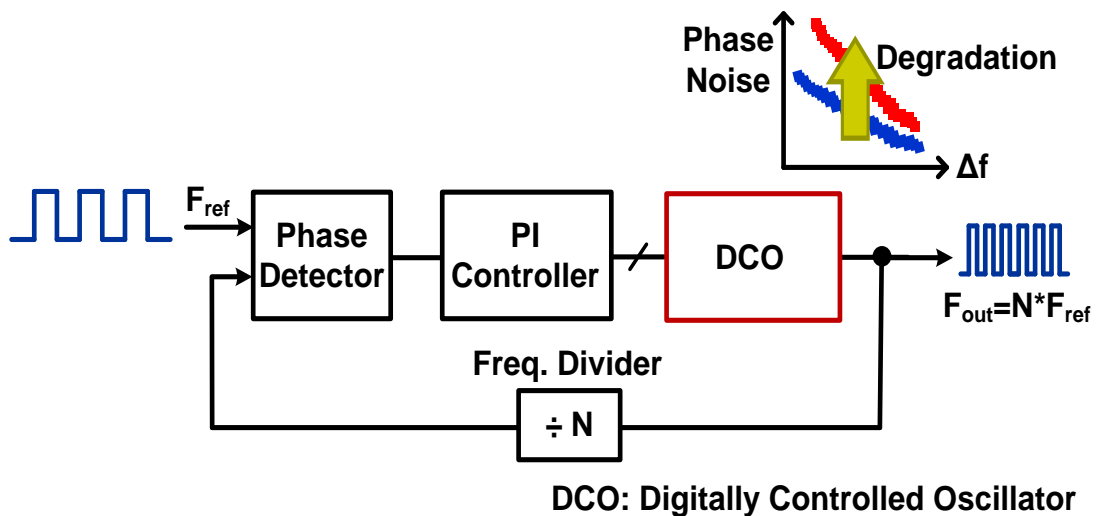 Phase
Noise
Degradation
Δf
Fref
Phase
Detector
PI
Controller
DCO
Fout=N*Fref
Freq. Divider
÷ N
DCO: Digitally Controlled Oscillator